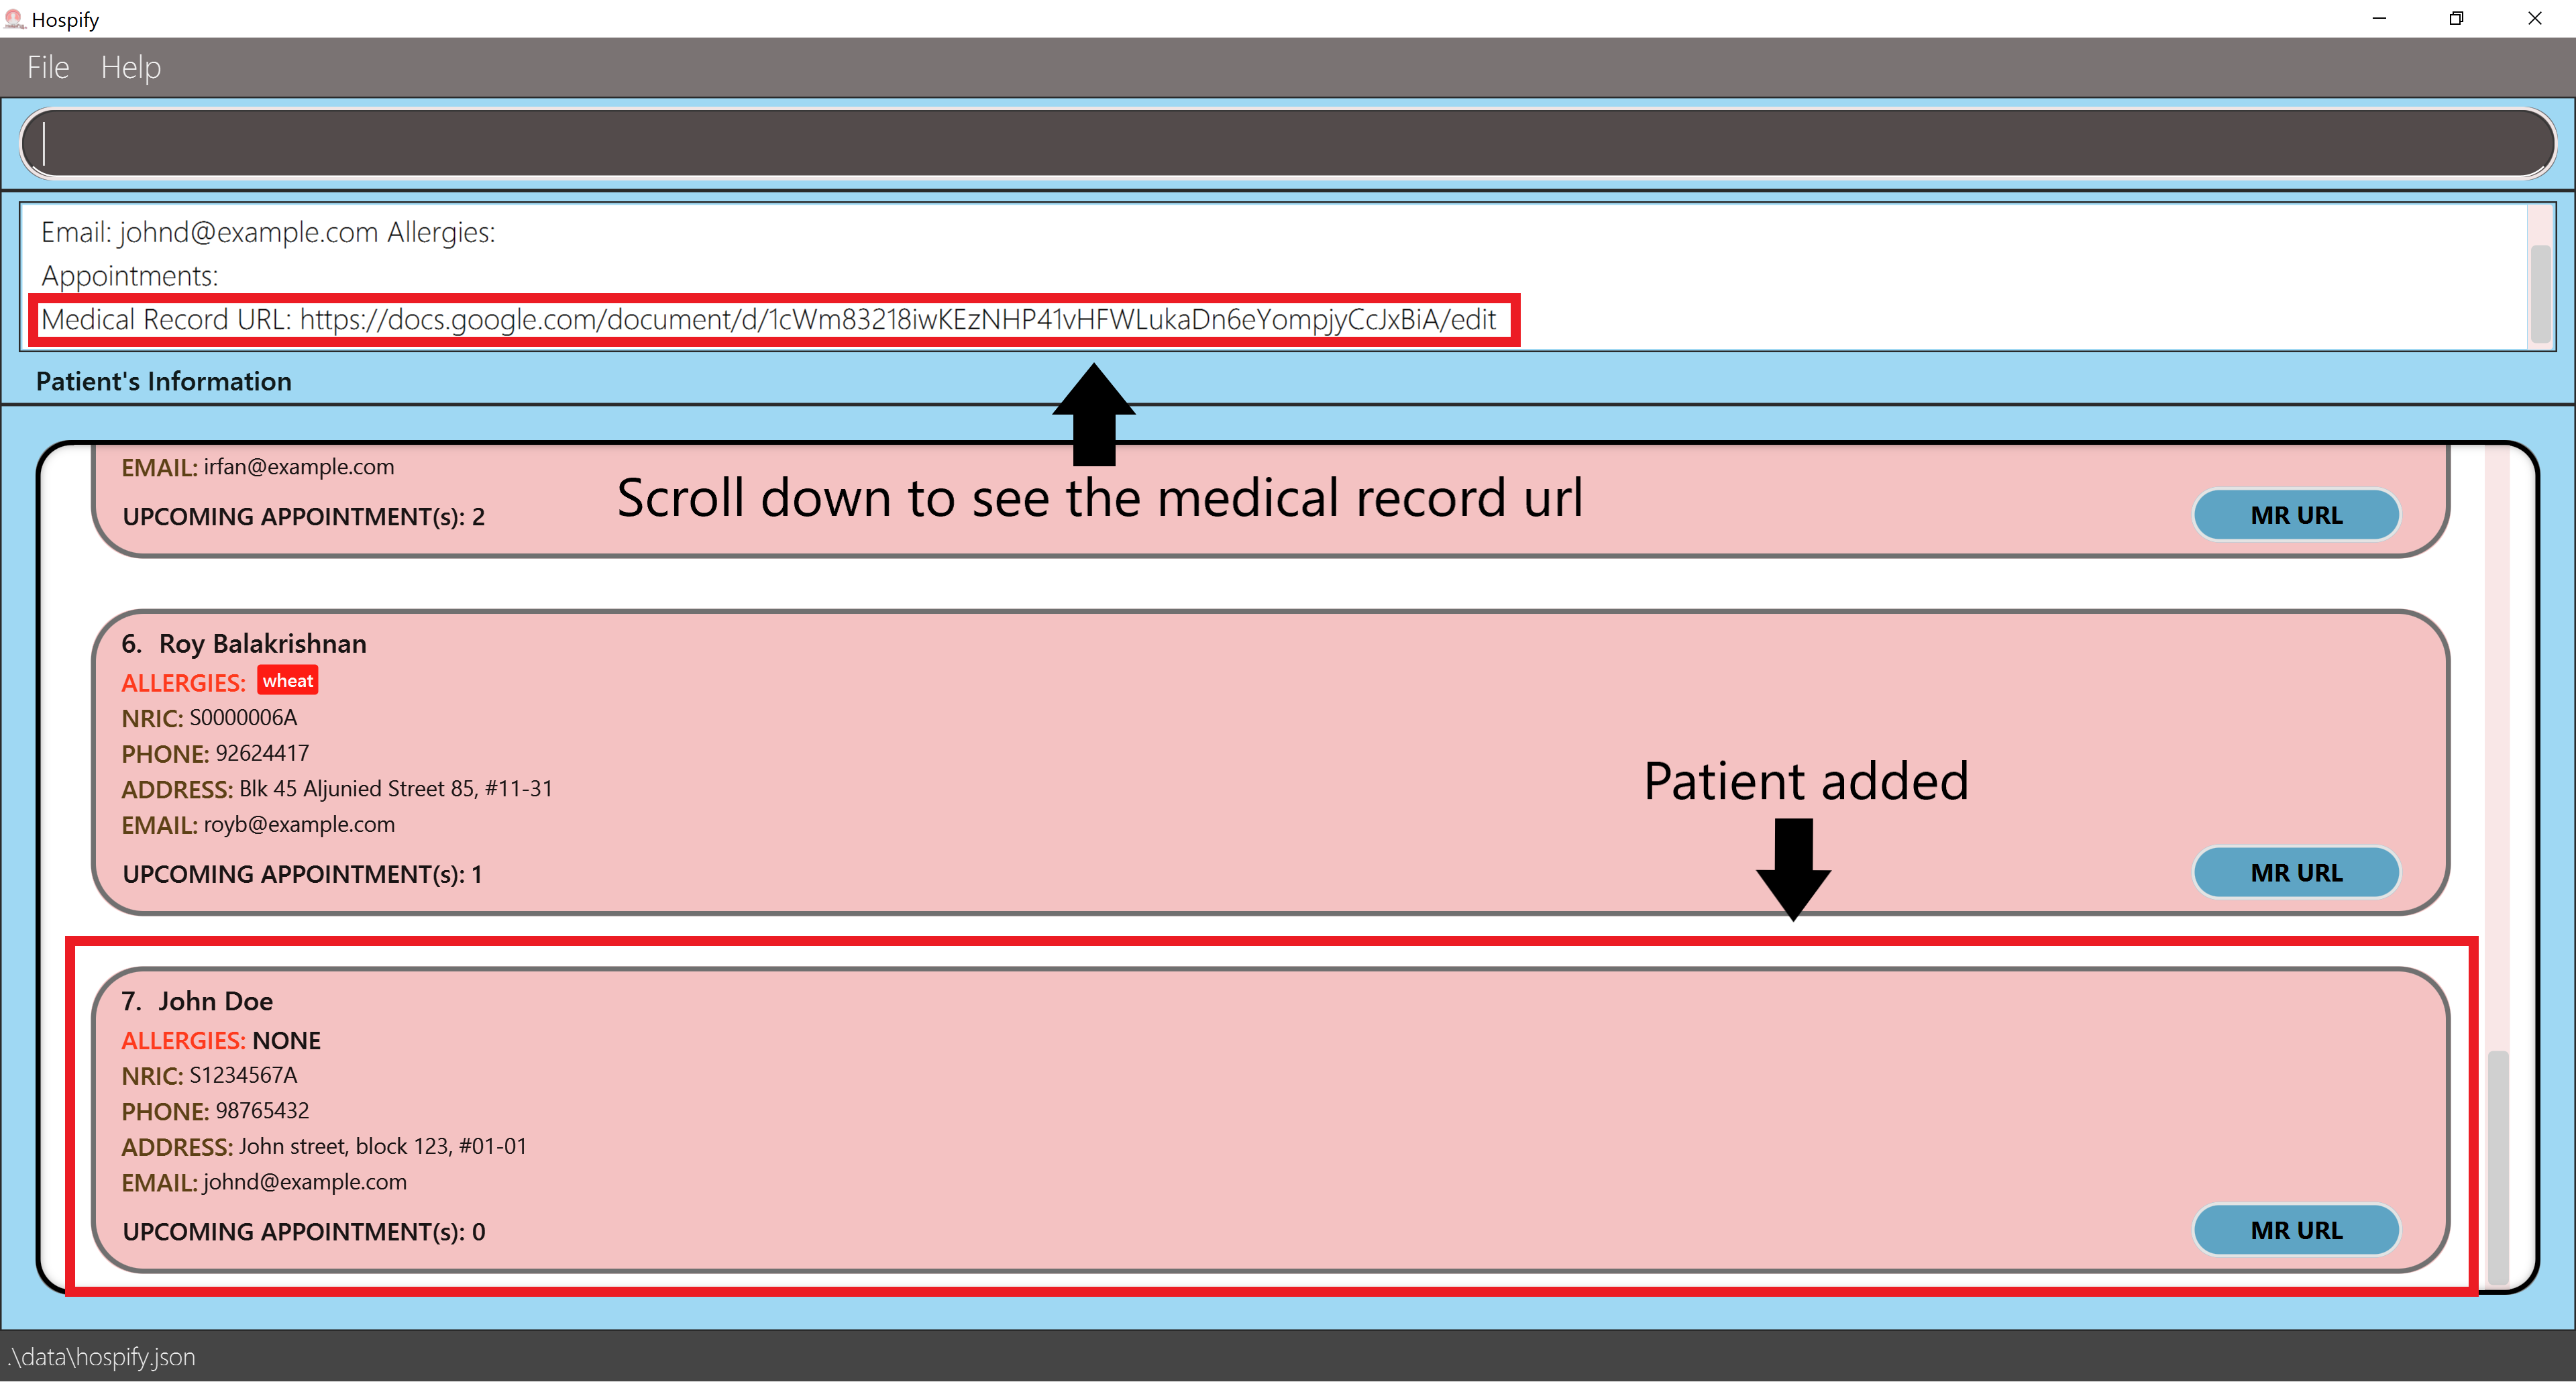 Hospify
File Help
Email: johnd@example.com Allergies:
Appointments:
Medical Record URL: https://docs.google.com/document/d/1cWm83218iwKEzNHP41vHFWLukaDn6eYompjyCcJxBiA/edit
Patient's Information
EMAIL: irfan@example.com
Scroll down to see the medical record url
UPCOMING APPOINTMENT(s): 2
MR URL
6. Roy Balakrishnan
ALLERGIES: wheat
NRIC: S0000006A
PHONE: 92624417
ADDRESS: Blk 45 Aljunied Street 85, #11-31
EMAIL: royb@example.com
UPCOMING APPOINTMENT(s): 1
MR URL
Patient added
7. John Doe
ALLERGIES: NONE
NRIC: S1234567A
PHONE: 98765432
ADDRESS: John street, block 123, #01-01
EMAIL: johnd@example.com
UPCOMING APPOINTMENT(s): 0
MR URL
.\data\hospify.json